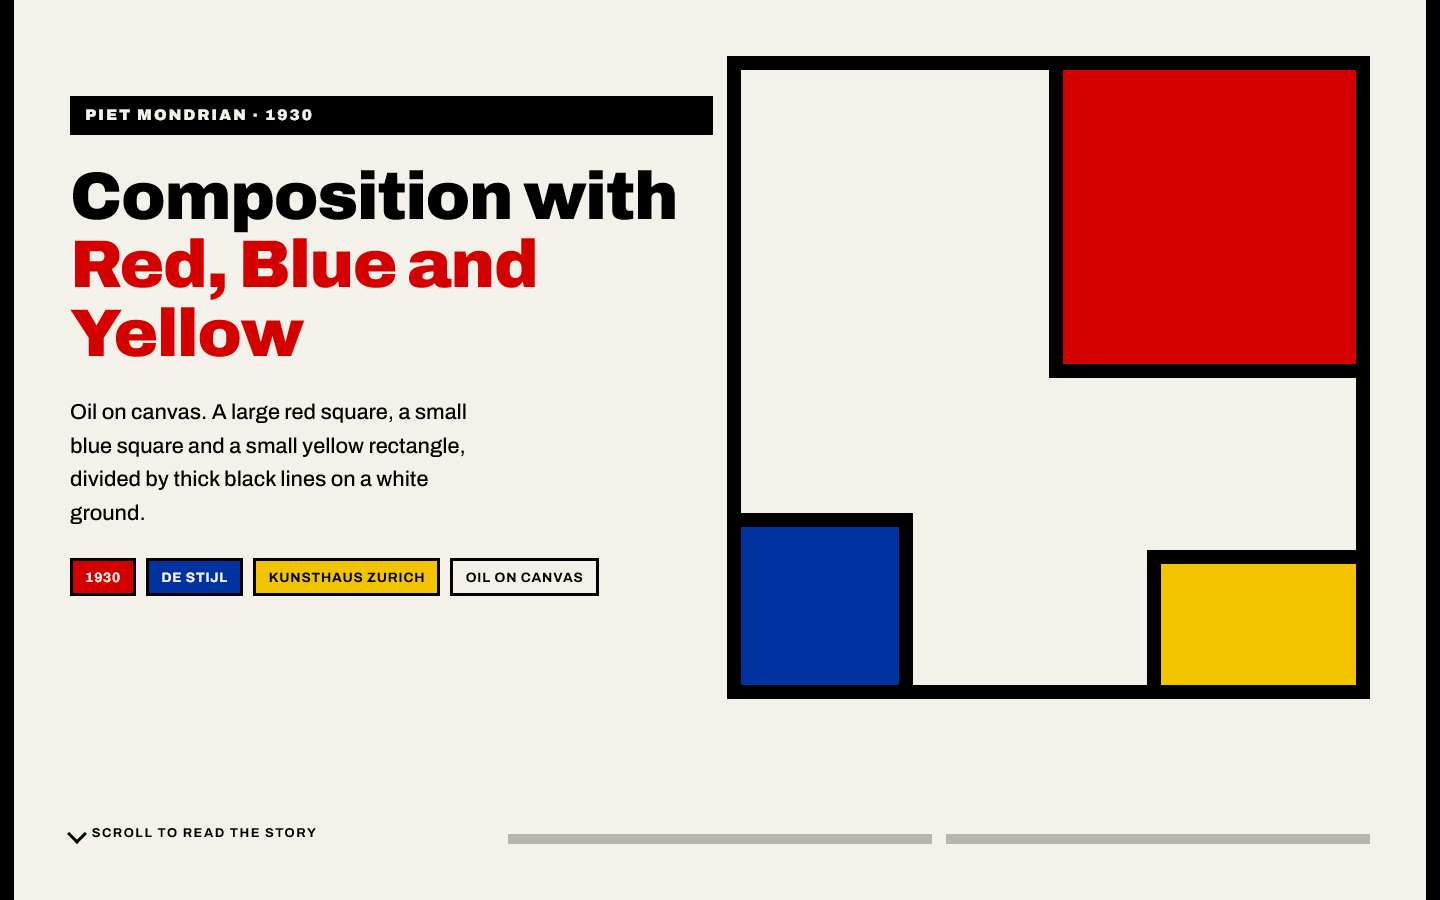 PIET MONDRIAN · 1930
Composition with
Red, Blue and
Yellow
Oil on canvas. A large red square, a small
blue square and a small yellow rectangle,
divided by thick black lines on a white
ground.
1930
DE STIJL
KUNSTHAUS ZURICH
OIL ON CANVAS
SCROLL TO READ THE STORY